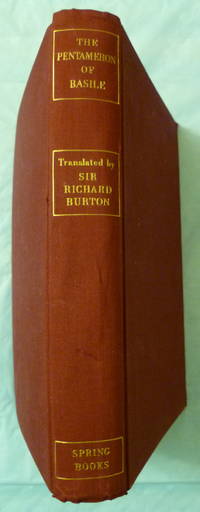 THE
PENTAMERON
OF
BASILE
Translated by
SIR
RICHARD
BURTON
SPRING
BOOKS